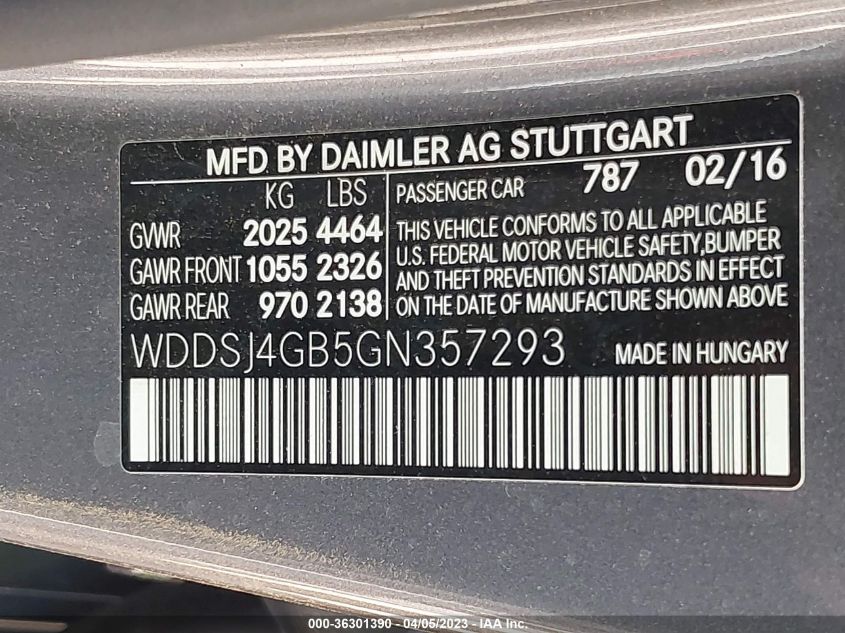 MFD BY DAIMLER AG STUTTGART
KG LBS
GVWR 2025 4464
GAWR FRONT 1055 2326
GAWR REAR 970 2138
PASSENGER CAR 787 02/16
THIS VEHICLE CONFORMS TO ALL APPLICABLE
U.S. FEDERAL MOTOR VEHICLE SAFETY,BUMPER
AND THEFT PREVENTION STANDARDS IN EFFECT
ON THE DATE OF MANUFACTURE SHOWN ABOVE
WDDSJ4GB5GN357293 MADE IN HUNGARY
000-36301390 - 04/05/2023 - IAA Inc.